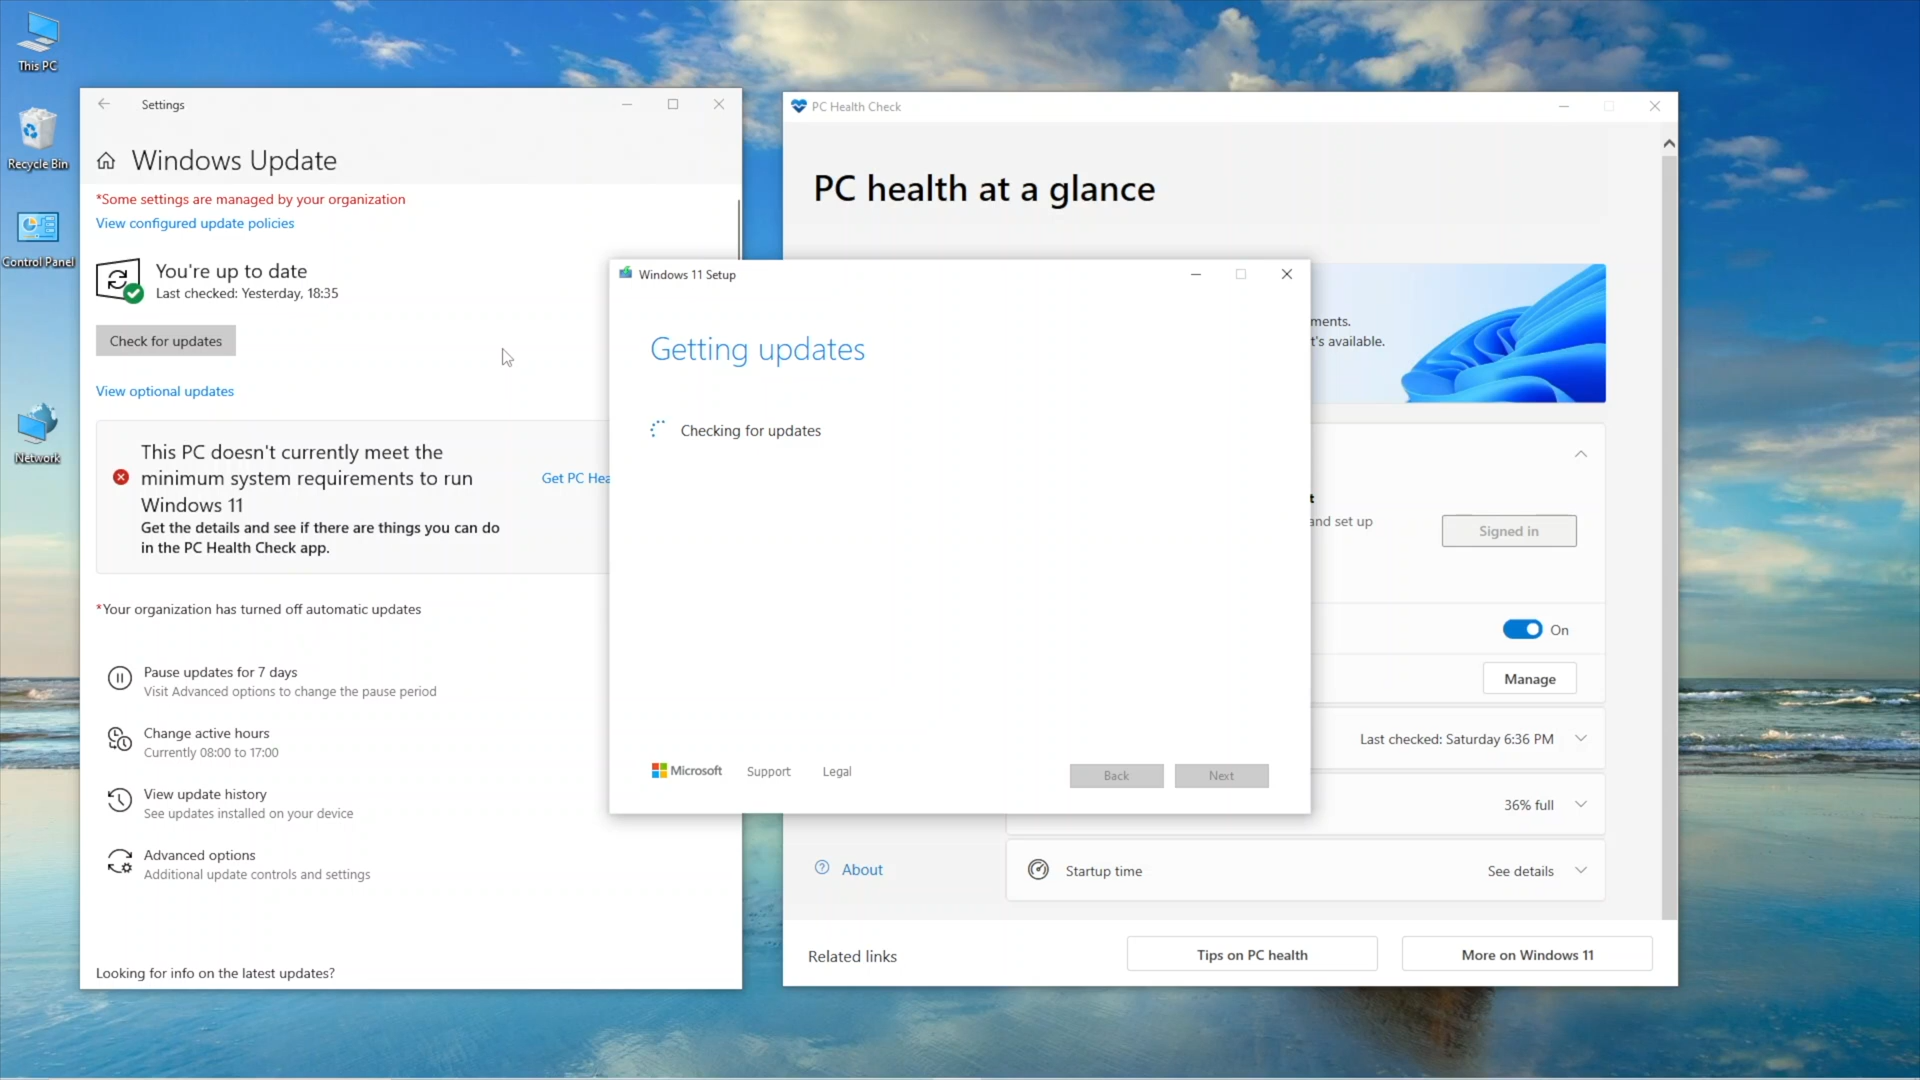 This PC
Recycle Bin
Control Panel
Network
Settings
Windows Update
*Some settings are managed by your organization
View configured update policies
You're up to date
Last checked: Yesterday, 18:35
Check for updates
View optional updates
This PC doesn't currently meet the
minimum system requirements to run
Windows 11
Get the details and see if there are things you can do
in the PC Health Check app.
Get PC Hea
*Your organization has turned off automatic updates
Pause updates for 7 days
Visit Advanced options to change the pause period
Change active hours
Currently 08:00 to 17:00
View update history
See updates installed on your device
Advanced options
Additional update controls and settings
Looking for info on the latest updates?
Windows 11 Setup
Getting updates
Checking for updates
Microsoft
Support
Legal
Back
Next
PC Health Check
PC health at a glance
ments.
t's available.
t
and set up
Signed in
On
Manage
Last checked: Saturday 6:36 PM
36% full
About
Startup time
See details
Related links
Tips on PC health
More on Windows 11